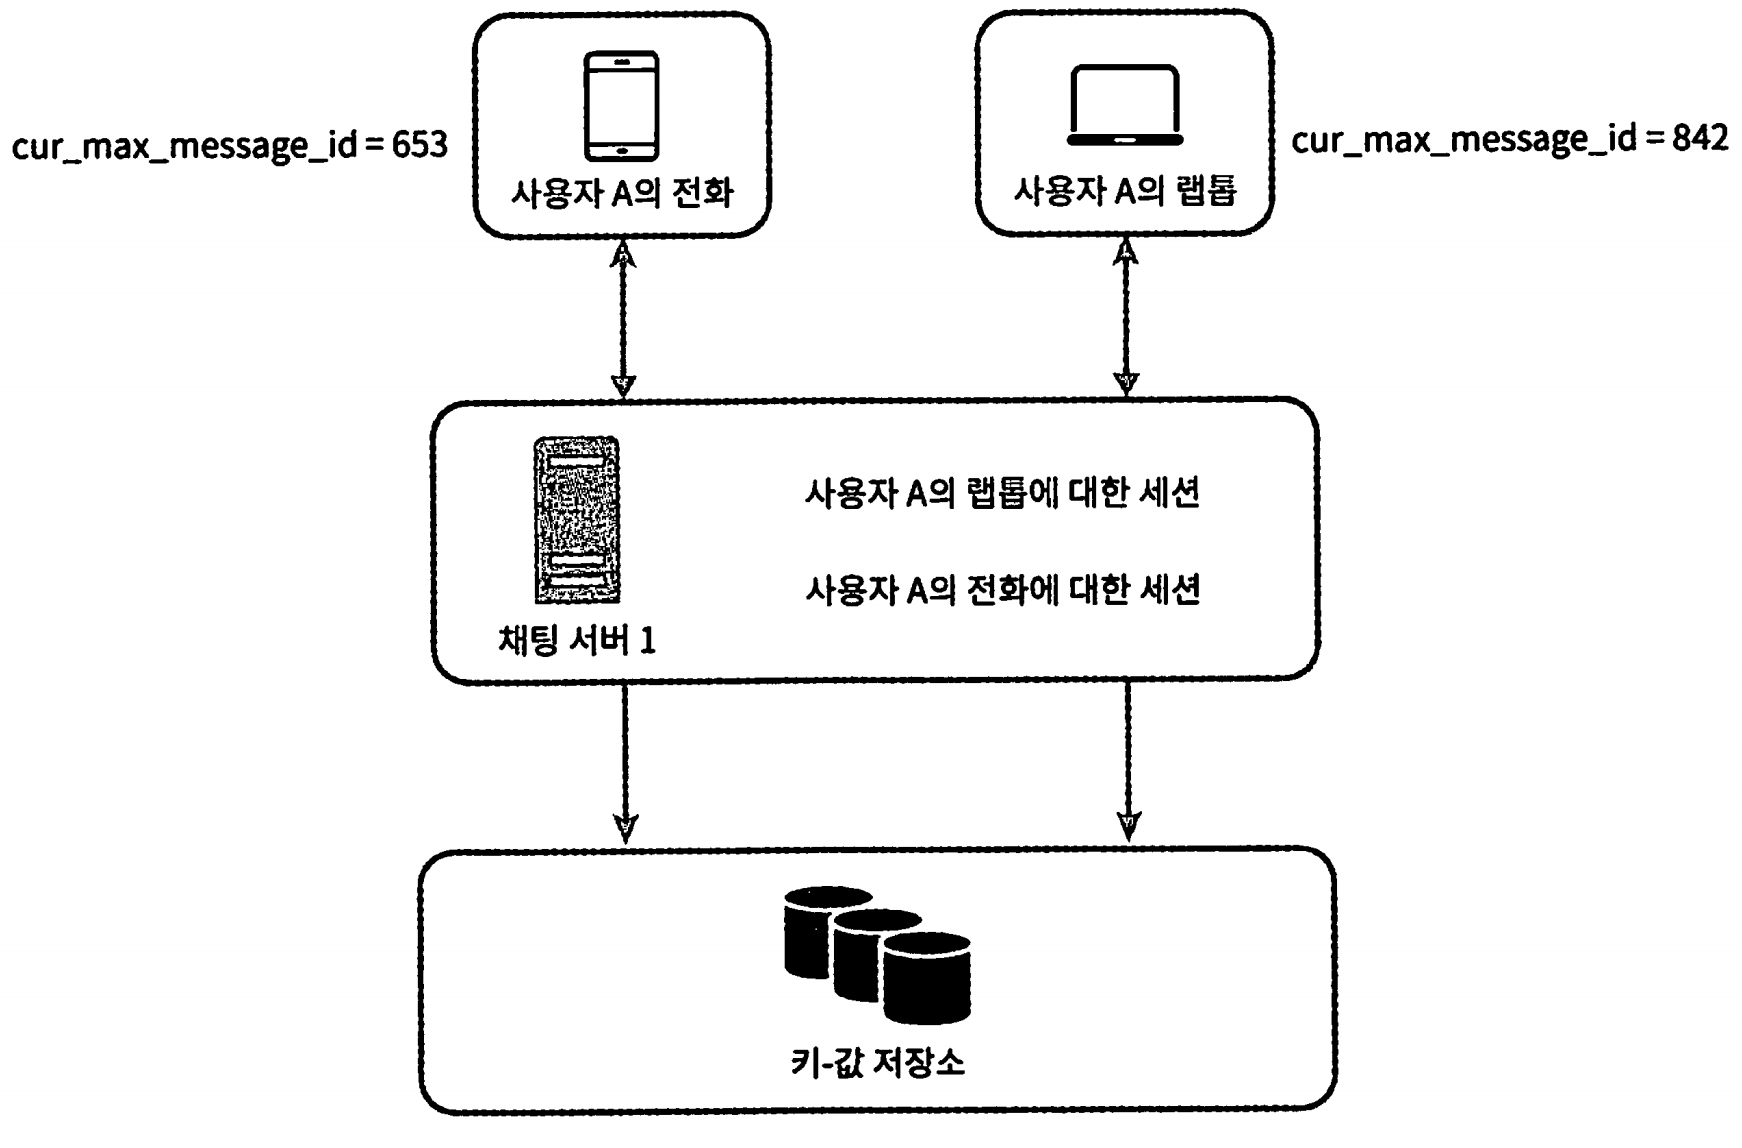 cur_max_message_id = 653
사용자 A의 전화
사용자 A의 랩톱
cur_max_message_id = 842
사용자 A의 랩톱에 대한 세션
사용자 A의 전화에 대한 세션
채팅 서버 1
키-값 저장소